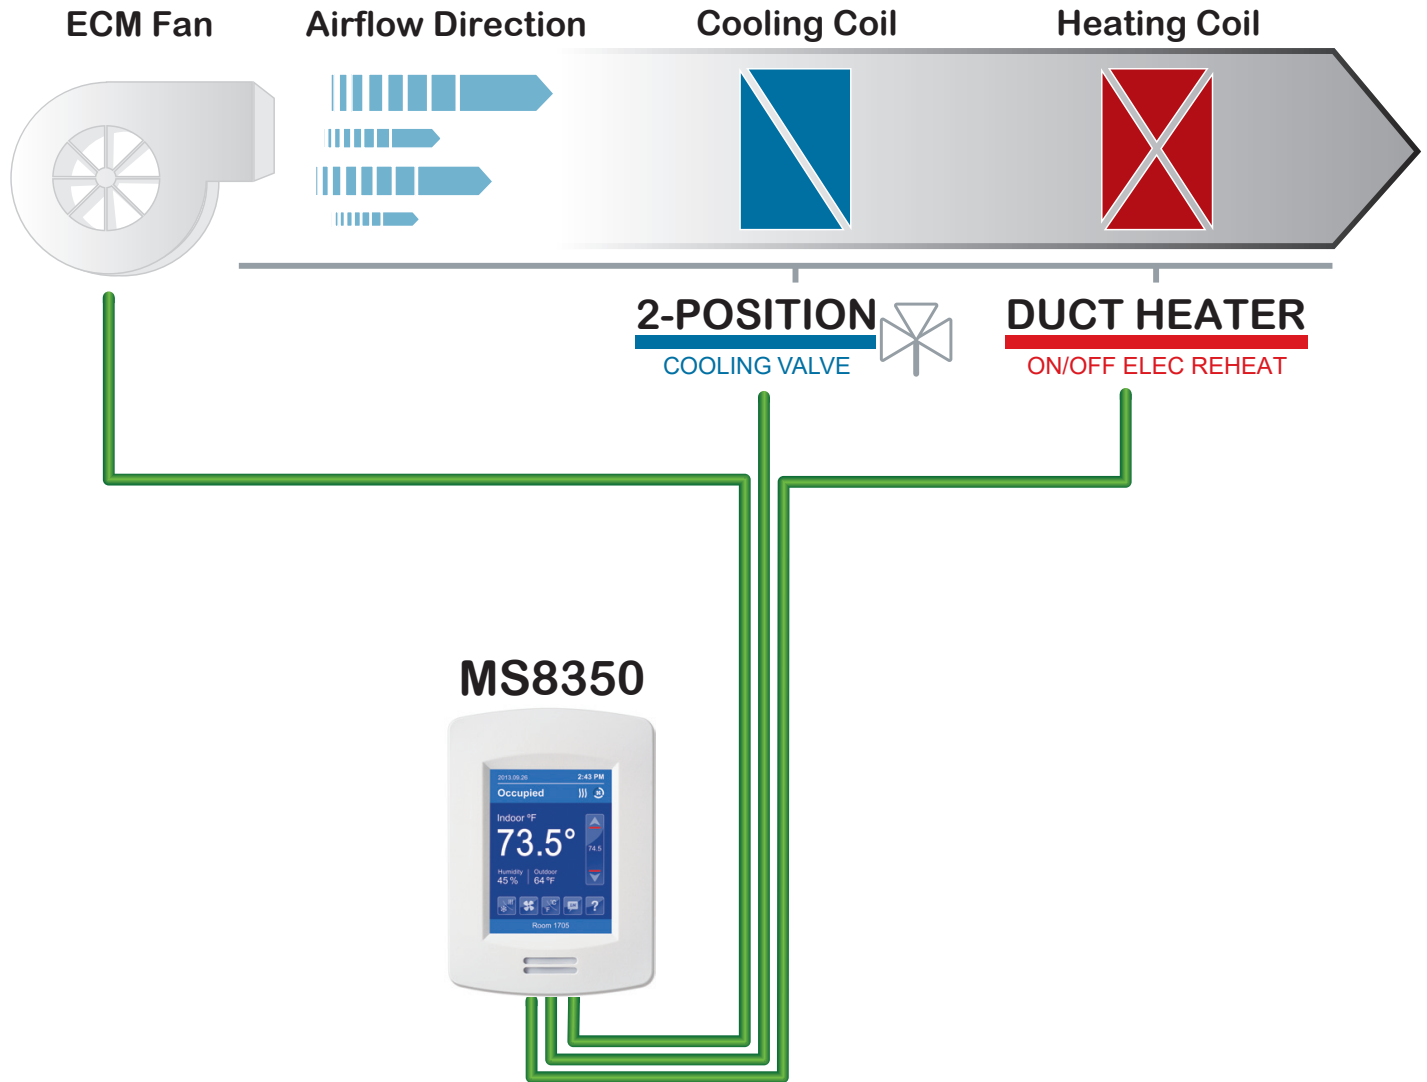 ECM Fan
Airflow Direction
Cooling Coil
Heating Coil
2-POSITION
COOLING VALVE
DUCT HEATER
ON/OFF ELEC REHEAT
MS8350
2013.09.26
2:43 PM
Occupied
Indoor °F
73.5°
74.5
Humidity
45 %
Outdoor
64 °F
°C
°F
?
Room 1705